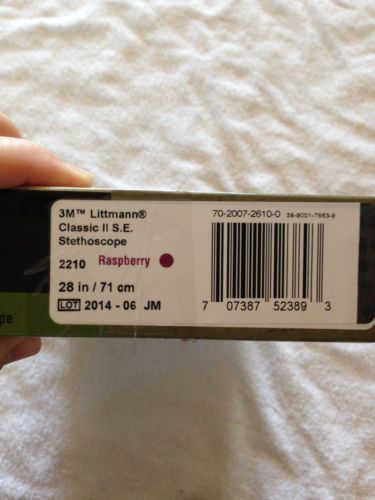 3M™ Littmann®
Classic II S.E.
Stethoscope
2210 Raspberry
28 in / 71 cm
LOT 2014 - 06 JM
70-2007-2610-0
7 07387 52389 3